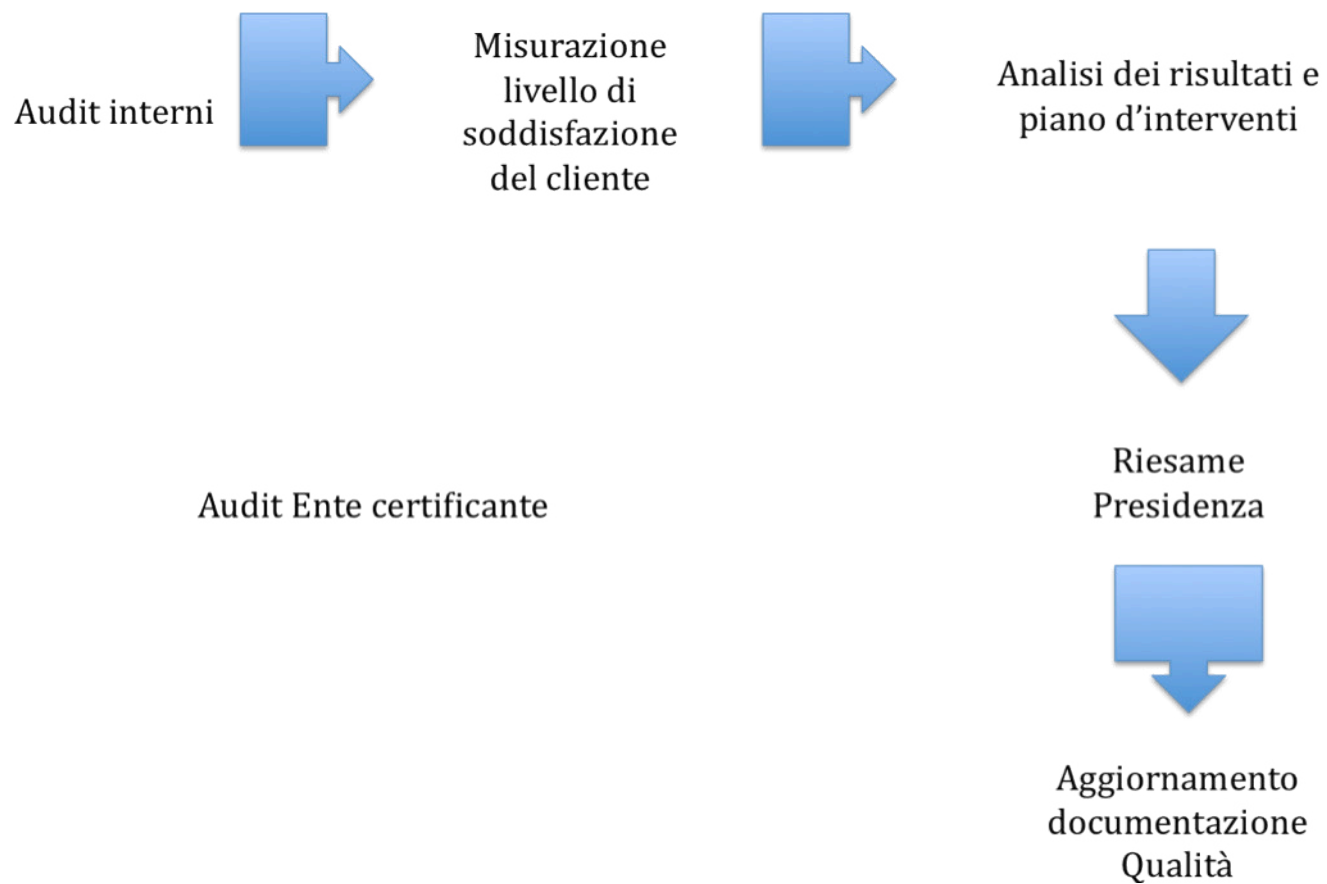 Audit interni
Misurazione
livello di
soddisfazione
del cliente
Analisi dei risultati e
piano d’interventi
Riesame
Presidenza
Audit Ente certificante
Aggiornamento
documentazione
Qualità